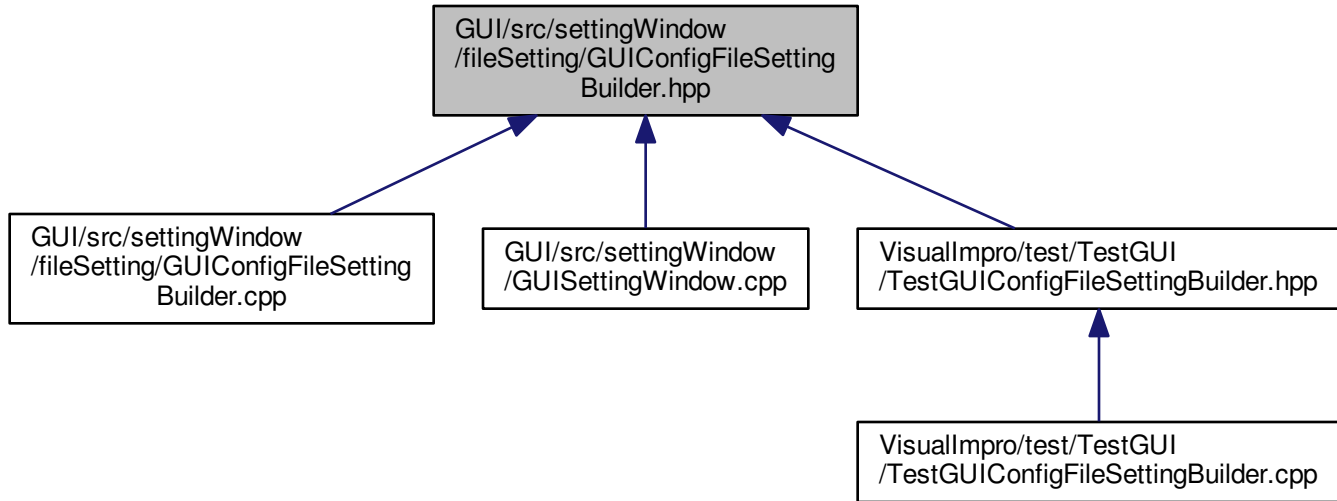 GUI/src/settingWindow
/fileSetting/GUIConfigFileSetting
Builder.hpp
GUI/src/settingWindow
/fileSetting/GUIConfigFileSetting
Builder.cpp
GUI/src/settingWindow
/GUISettingWindow.cpp
VisualImpro/test/TestGUI
/TestGUIConfigFileSettingBuilder.hpp
VisualImpro/test/TestGUI
/TestGUIConfigFileSettingBuilder.cpp